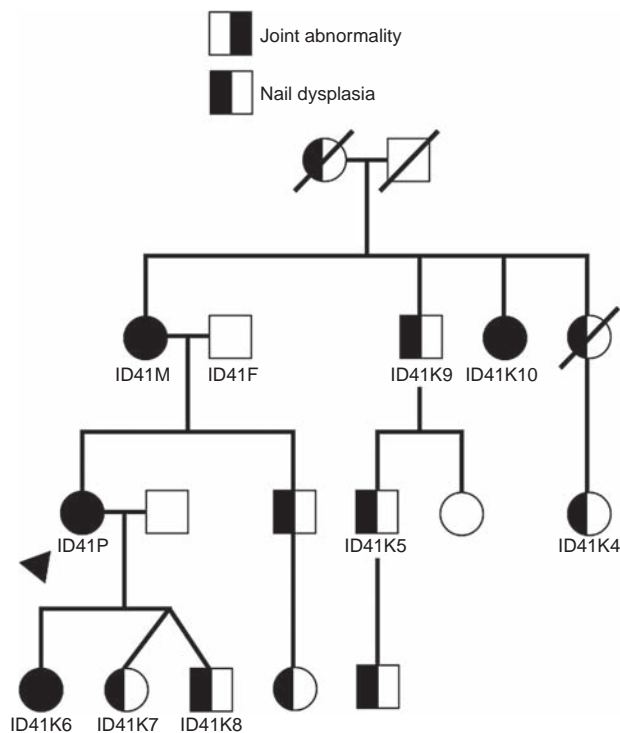 Joint abnormality
Nail dysplasia
ID41M ID41F ID41K9 ID41K10
ID41P ID41K5 ID41K4
ID41K6 ID41K7 ID41K8